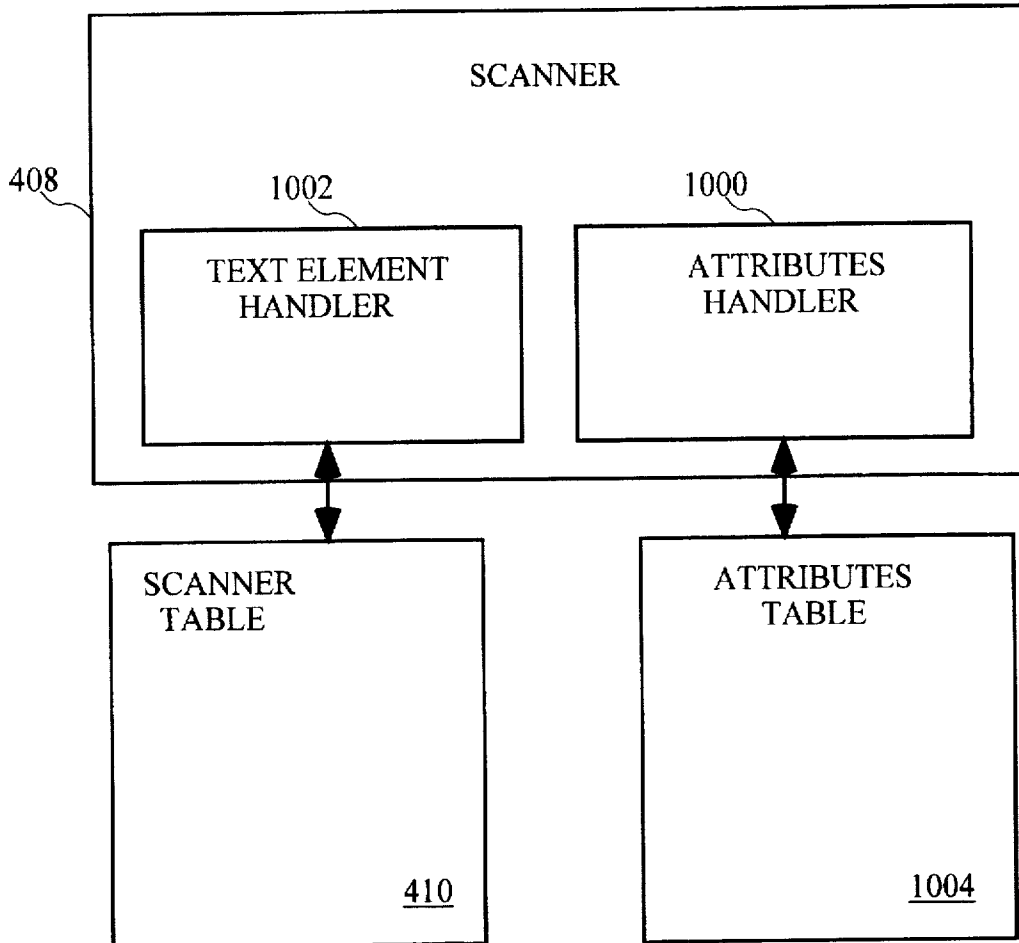 SCANNER
408
1002
1000
TEXT ELEMENT
HANDLER
ATTRIBUTES
HANDLER
SCANNER
TABLE
ATTRIBUTES
TABLE
410
1004